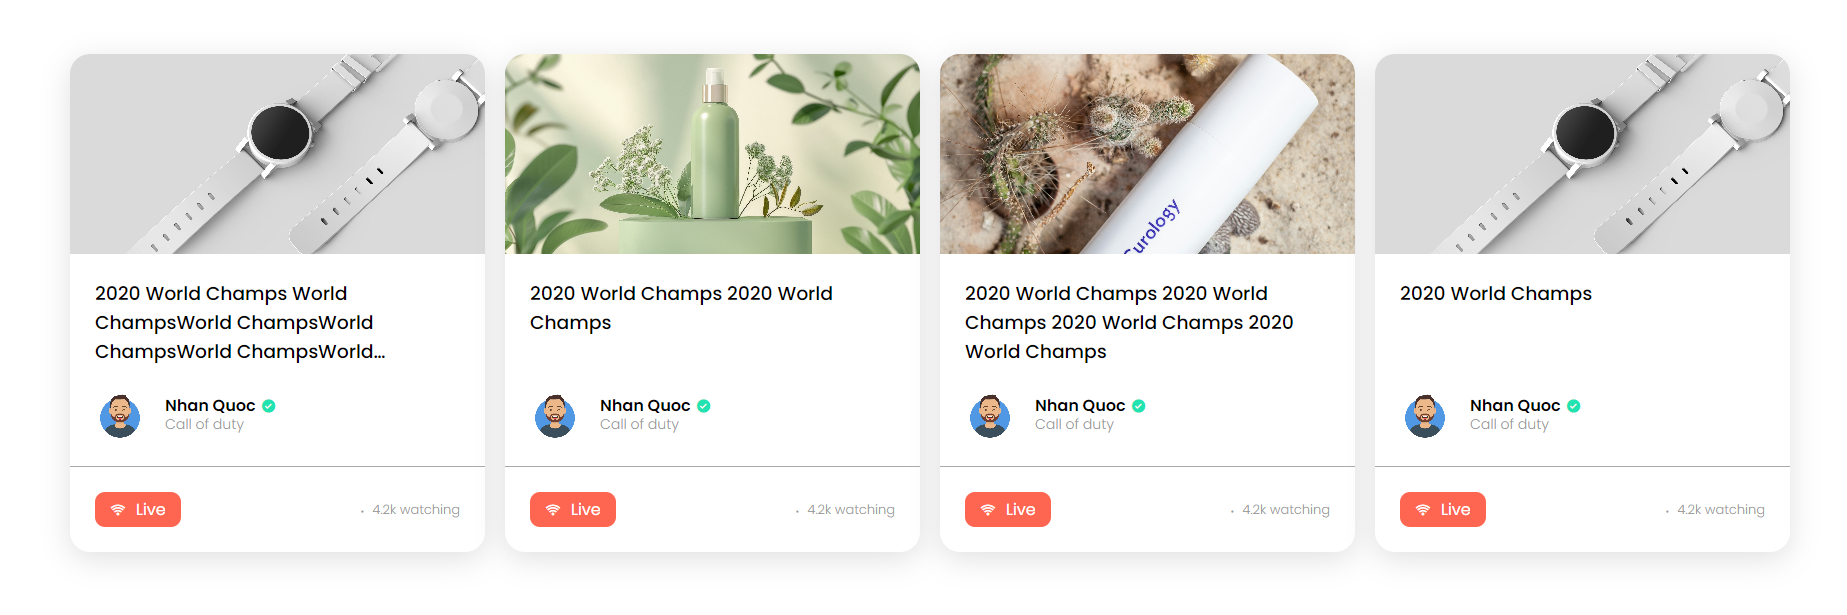 2020 World Champs World
ChampsWorld ChampsWorld
ChampsWorld ChampsWorld...
Nhan Quoc
Call of duty
Live
• 4.2k watching
2020 World Champs 2020 World
Champs
Nhan Quoc
Call of duty
Live
• 4.2k watching
Curology
2020 World Champs 2020 World
Champs 2020 World Champs 2020
World Champs
Nhan Quoc
Call of duty
Live
• 4.2k watching
2020 World Champs
Nhan Quoc
Call of duty
Live
• 4.2k watching